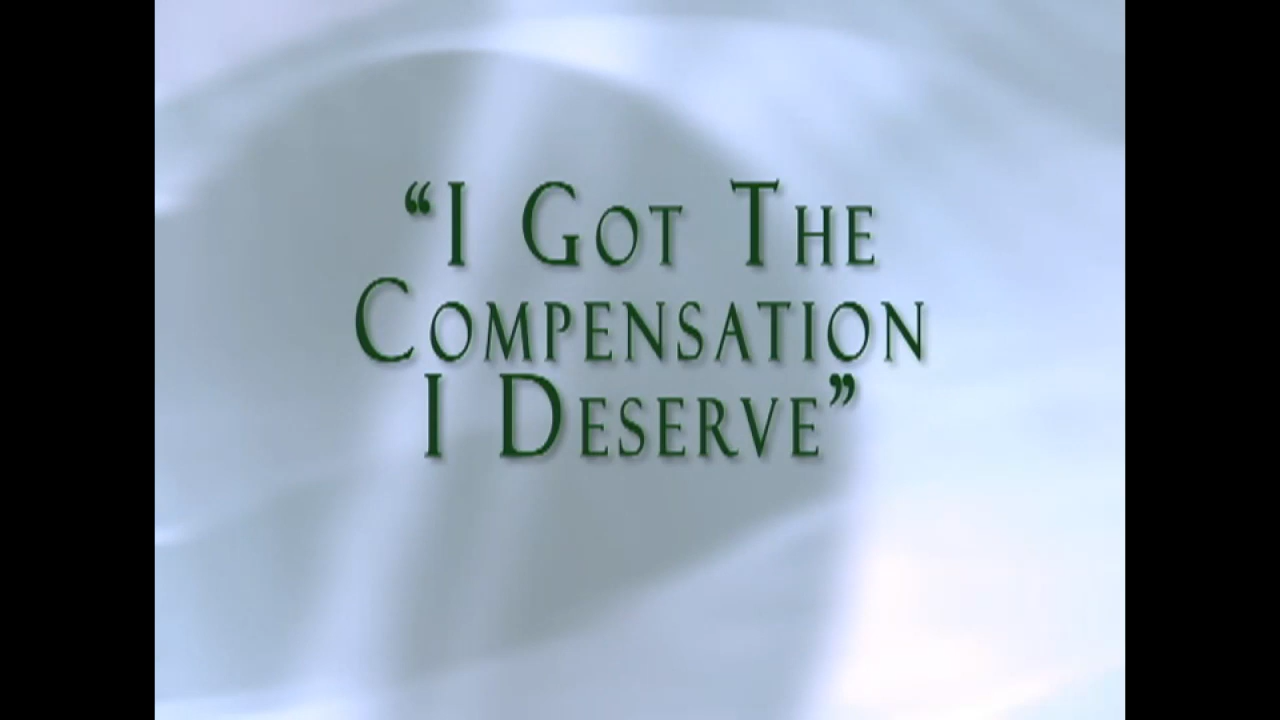 “I Got The
Compensation
I Deserve”